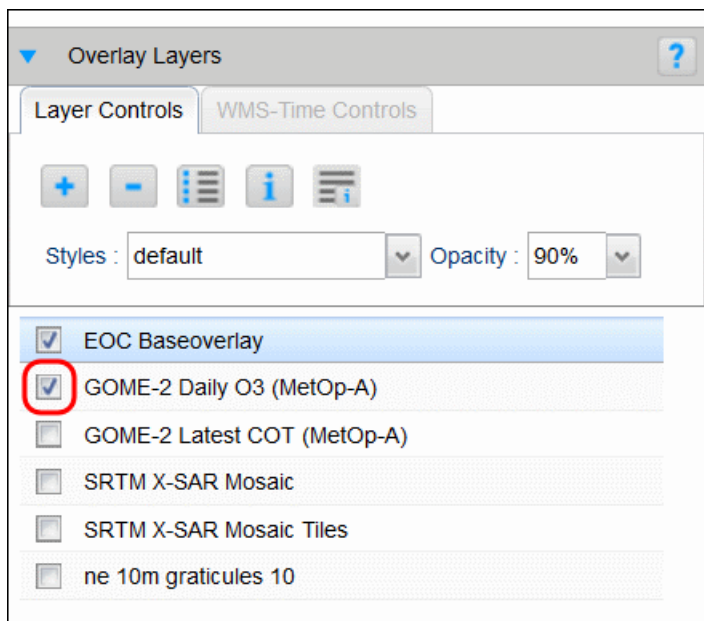 Overlay Layers ?
Layer Controls WMS-Time Controls
+ - i i
Styles : default Opacity : 90%
EOC Baseoverlay
GOME-2 Daily O3 (MetOp-A)
GOME-2 Latest COT (MetOp-A)
SRTM X-SAR Mosaic
SRTM X-SAR Mosaic Tiles
ne 10m graticules 10